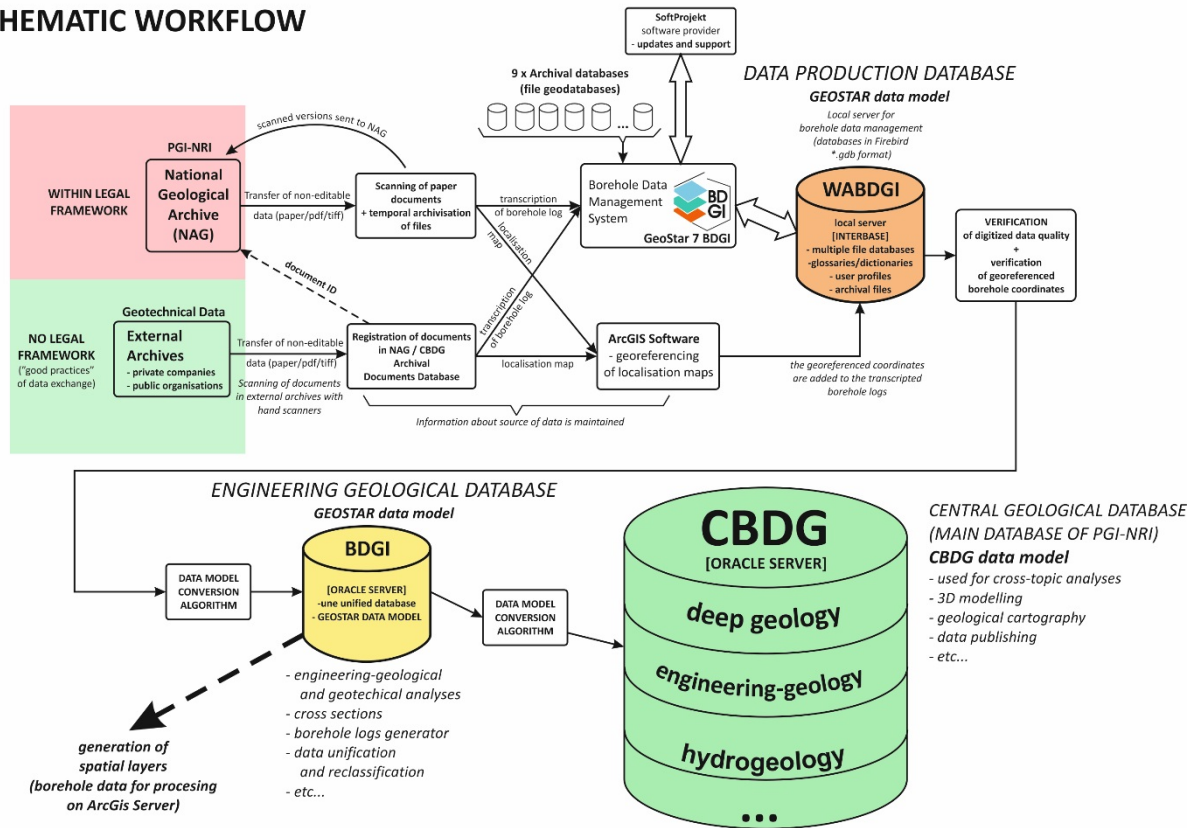 HEMATIC WORKFLOW
SoftProjekt
software provider
- updates and support
9 x Archival databases
(file geodatabases)
...
DATA PRODUCTION DATABASE
GEOSTAR data model
Local server for
borehole data management
(databases in Firebird
*.gdb format)
scanned versions sent to NAG
PGI-NRI
WITHIN LEGAL
FRAMEWORK
National
Geological
Archive
(NAG)
Transfer of non-editable
data (paper/pdf/tiff)
Scanning of paper
documents
+ temporal archivisation
of files
transcription
of borehole log
localisation
map
Borehole Data
Management
System
BD
GI
GeoStar 7 BDGI
WABDGI
local server
[INTERBASE]
- multiple file databases
-glossaries/dictionaries
- user profiles
- archival files
VERIFICATION
of digitized data quality
+
verification
of georeferenced
borehole coordinates
document ID
transcription
of borehole log
Geotechnical Data
NO LEGAL
FRAMEWORK
("good practices"
of data exchange)
External
Archives
- private companies
- public organisations
Transfer of non-editable
data (paper/pdf/tiff)
Scanning of documents
in external archives with
hand scanners
Registration of documents
in NAG / CBDG
Archival
Documents Database
localisation map
ArcGIS Software
- georeferencing
of localisation maps
the georeferenced coordinates
are added to the transcripted
borehole logs
Information about source of data is maintained
ENGINEERING GEOLOGICAL DATABASE
GEOSTAR data model
DATA MODEL
CONVERSION
ALGORITHM
BDGI
[ORACLE SERVER]
-une unified database
- GEOSTAR DATA MODEL
DATA MODEL
CONVERSION
ALGORITHM
- engineering-geological
and geotechical analyses
- cross sections
- borehole logs generator
- data unification
and reclassification
- etc...
generation of
spatial layers
(borehole data for procesing
on ArcGis Server)
CBDG
[ORACLE SERVER]
deep geology
engineering-geology
hydrogeology
...
CENTRAL GEOLOGICAL DATABASE
(MAIN DATABASE OF PGI-NRI)
CBDG data model
- used for cross-topic analyses
- 3D modelling
- geological cartography
- data publishing
- etc...